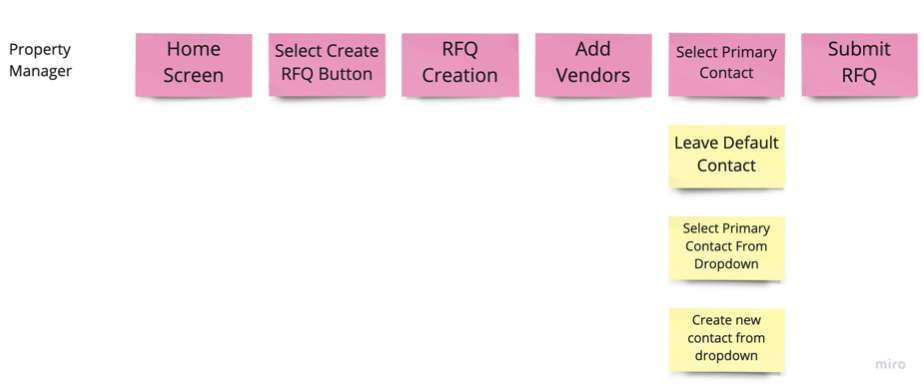 Property
Manager
Home
Screen
Select Create
RFQ Button
RFQ
Creation
Add
Vendors
Select Primary
Contact
Submit
RFQ
Leave Default
Contact
Select Primary
Contact From
Dropdown
Create new
contact from
dropdown
miro